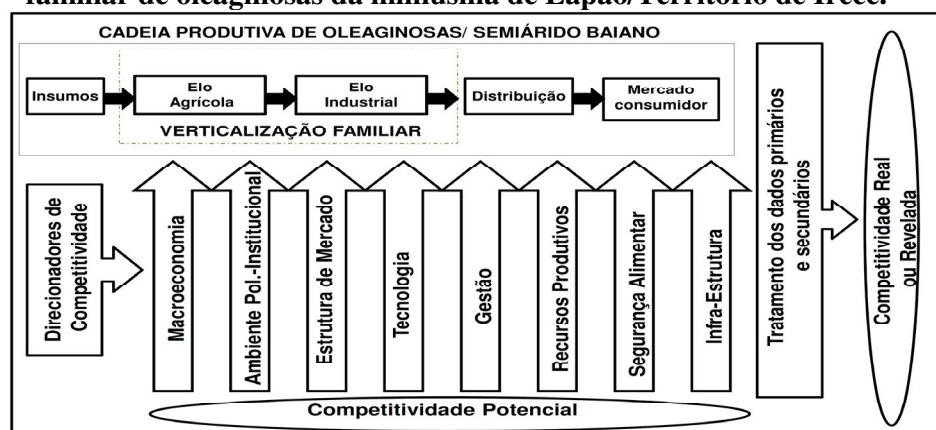 familiar de oleaginosas da miniusina de Lapão/Território de Irecê.
CADEIA PRODUTIVA DE OLEAGINOSAS/ SEMIÁRIDO BAIANO
Insumos
Elo
Agrícola
Elo
Industrial
Distribuição
Mercado
consumidor
VERTICALIZAÇÃO FAMILIAR
Direcionadores de
Competitividade
Macroeconomia
Ambiente Pol.-Institucional
Estrutura de Mercado
Tecnologia
Gestão
Recursos Produtivos
Segurança Alimentar
Infra-Estrutura
Competitividade Potencial
Tratamento dos dados primários
e secundários
Competitividade Real
ou Revelada